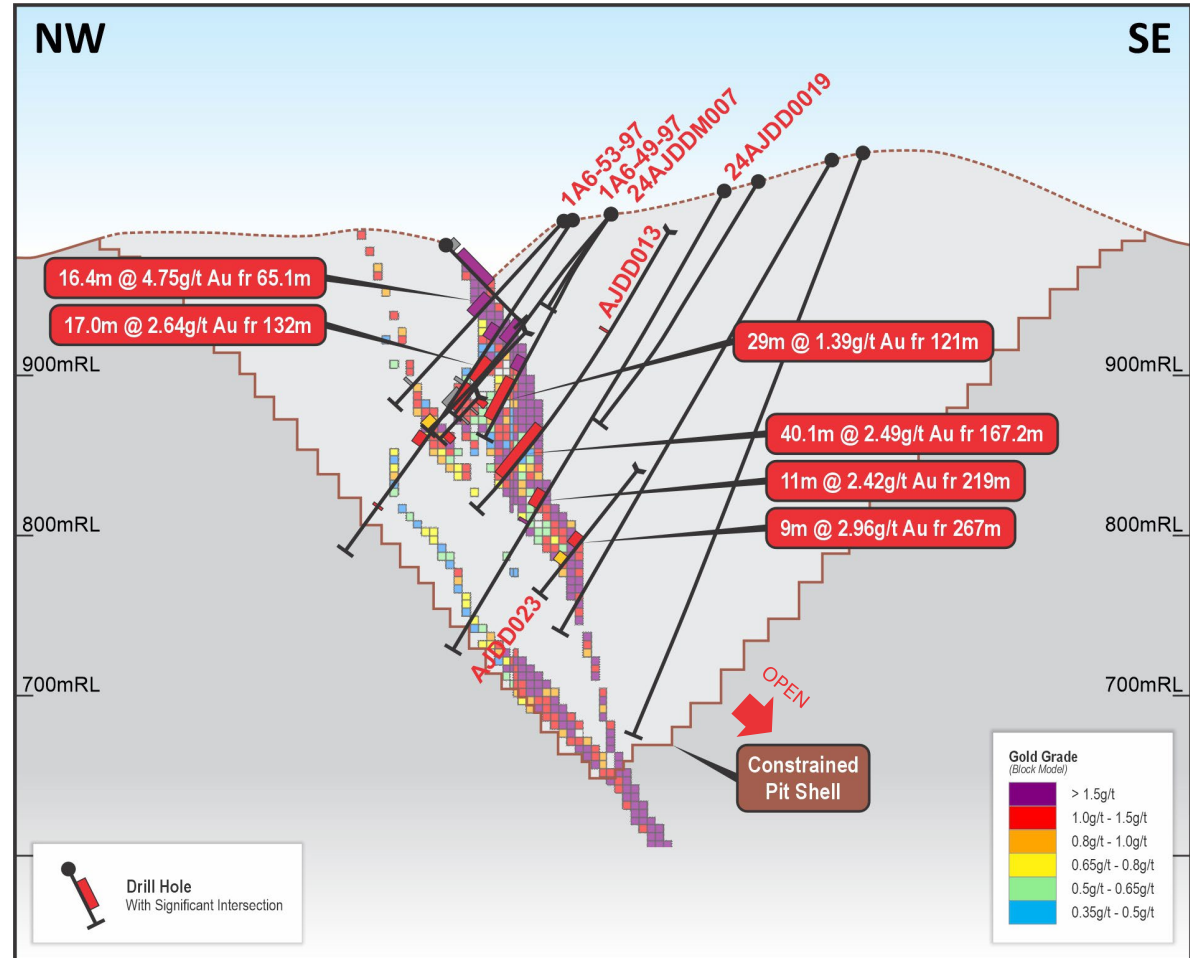 NW
SE
1A6-53-97
1A6-49-97
24AJDDM007
24AJDD0019
AJDD013
16.4m @ 4.75g/t Au fr 65.1m
17.0m @ 2.64g/t Au fr 132m
29m @ 1.39g/t Au fr 121m
900mRL
900mRL
40.1m @ 2.49g/t Au fr 167.2m
11m @ 2.42g/t Au fr 219m
9m @ 2.96g/t Au fr 267m
800mRL
800mRL
AJDD023
700mRL
700mRL
OPEN
Constrained
Pit Shell
Gold Grade
(Block Model)
> 1.5g/t
1.0g/t - 1.5g/t
0.8g/t - 1.0g/t
0.65g/t - 0.8g/t
0.5g/t - 0.65g/t
0.35g/t - 0.5g/t
Drill Hole
With Significant Intersection